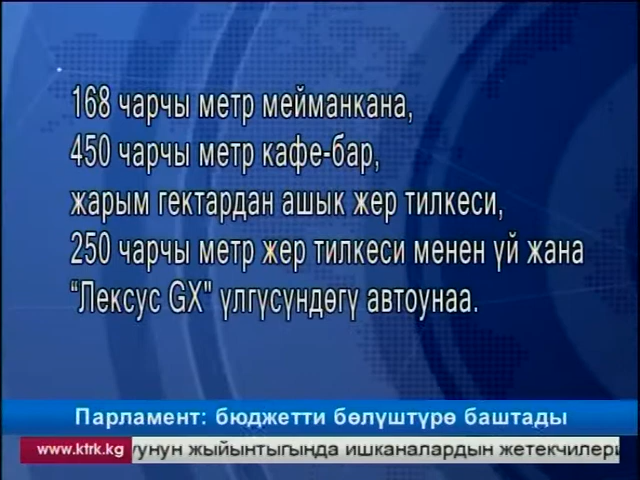 168 чарчы метр мейманкана,
450 чарчы метр кафе-бар,
жарым гектардан ашык жер тилкеси,
250 чарчы метр жер тилкеси менен үй жана
“Лексус GX" үлгүсүндөгү автоунаа.
Парламент: бюджетти бөлүштүрө баштады
www.ktrk.kg уунун жыйынтыгында ишканалардын жетекчилери